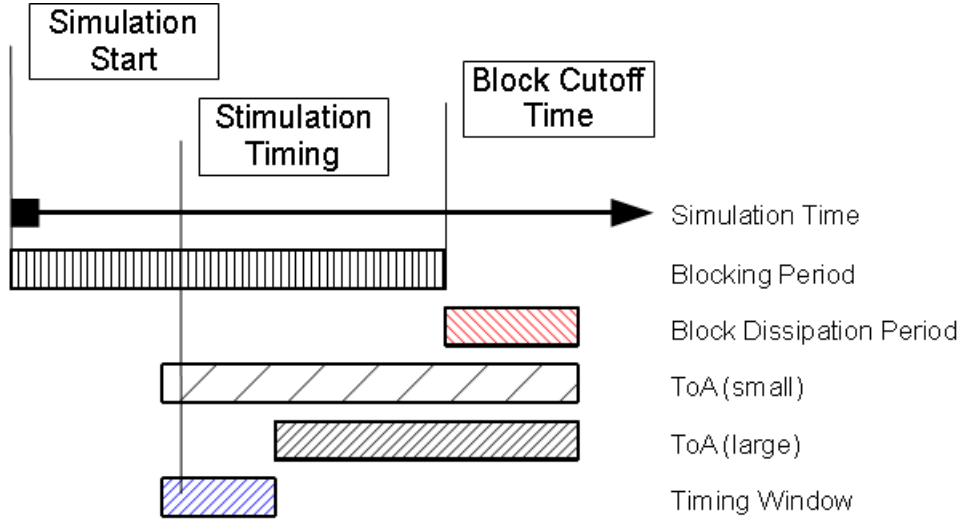 Simulation
Start
Block Cutoff
Time
Stimulation
Timing
Simulation Time
Blocking Period
Block Dissipation Period
ToA (small)
ToA (large)
Timing Window